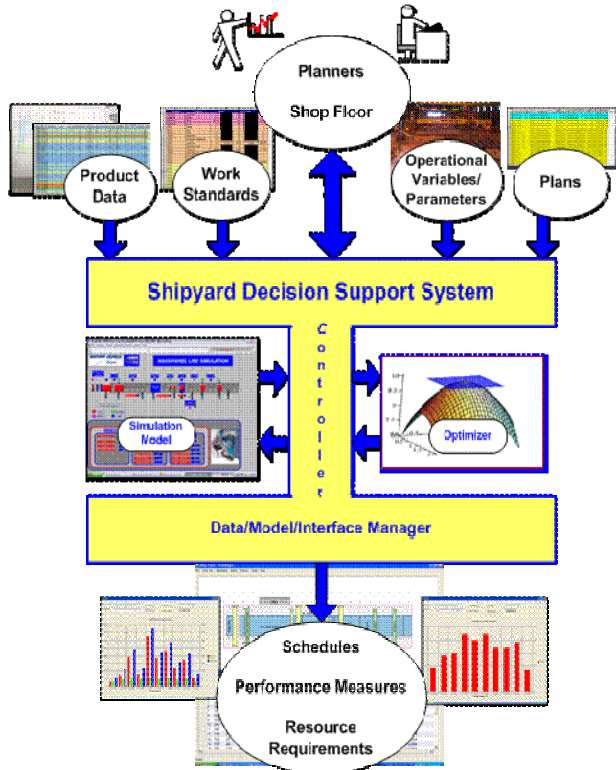 Planners
Shop Floor
Product
Data
Work
Standards
Operational
Variables/
Parameters
Plans
Shipyard Decision Support System
C
o
n
t
r
o
l
l
e
r
Simulation
Model
Optimizer
Data/Model/Interface Manager
Schedules
Performance Measures
Resource
Requirements